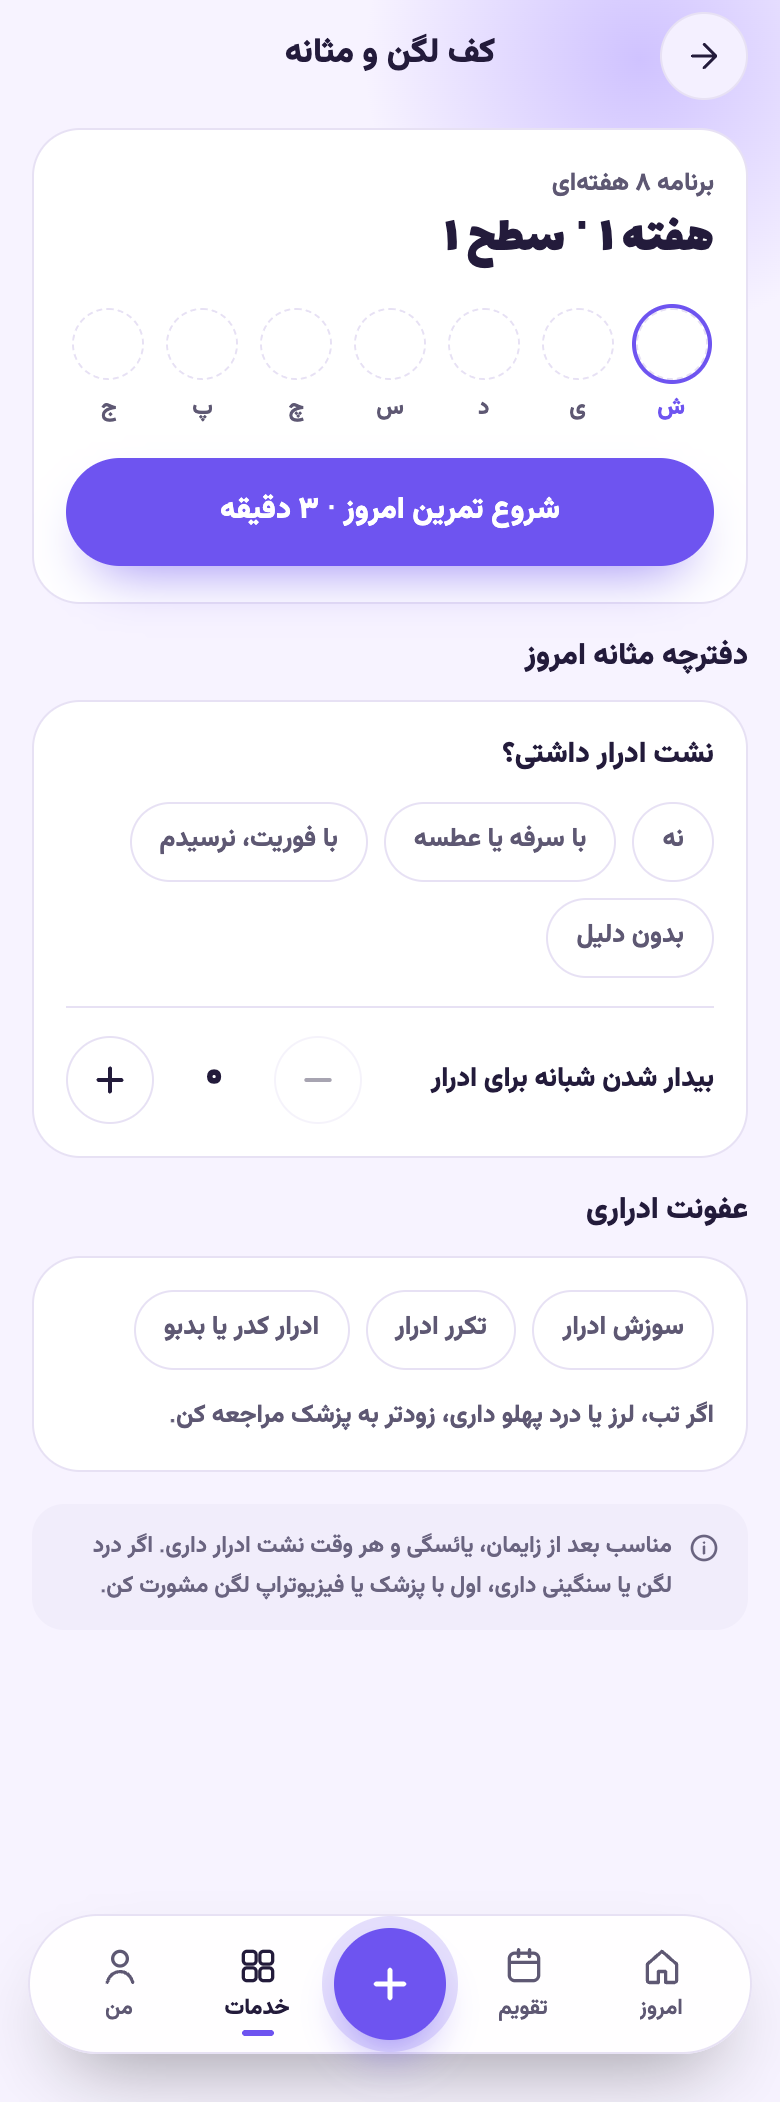 کف لگن و مثانه
برنامه ۸ هفته‌ای
هفته ۱ · سطح ۱
ش ی د س چ پ ج
شروع تمرین امروز · ۳ دقیقه
دفترچه مثانه امروز
نشت ادرار داشتی؟
نه
با سرفه یا عطسه
با فوریت، نرسیدم
بدون دلیل
بیدار شدن شبانه برای ادرار
۰
عفونت ادراری
سوزش ادرار
تکرر ادرار
ادرار کدر یا بدبو
اگر تب، لرز یا درد پهلو داری، زودتر به پزشک مراجعه کن.
مناسب بعد از زایمان، یائسگی و هر وقت نشت ادرار داری. اگر درد
لگن یا سنگینی داری، اول با پزشک یا فیزیوتراپ لگن مشورت کن.
امروز
تقویم
خدمات
من